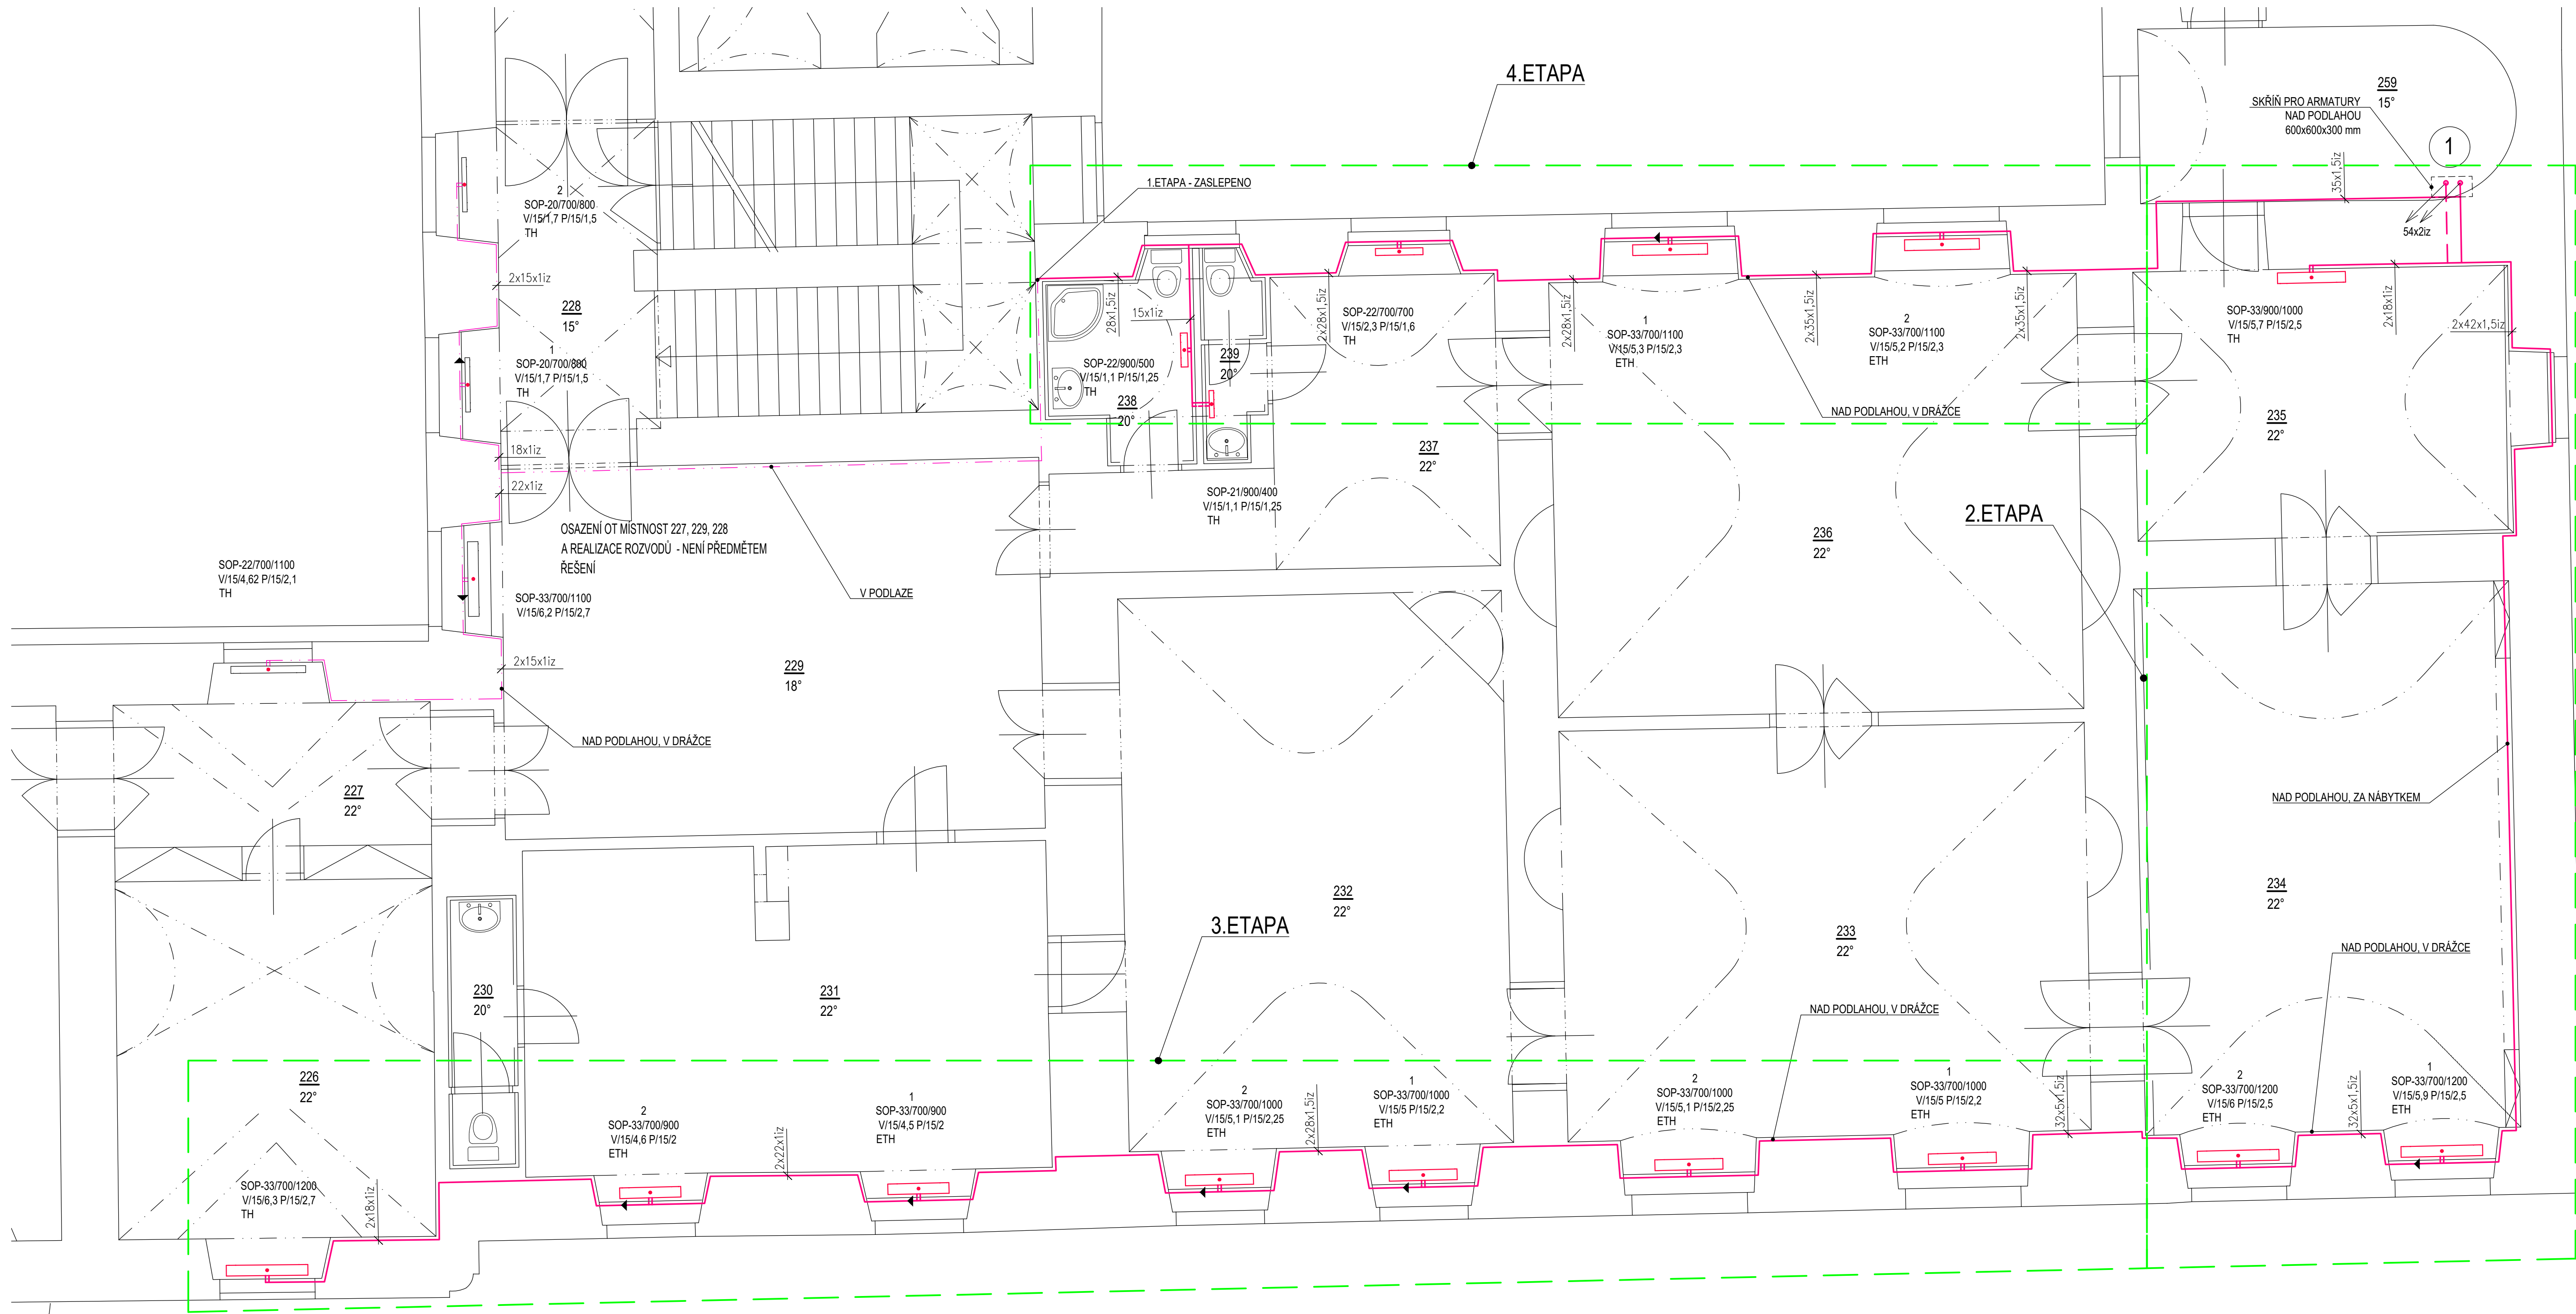 4.ETAPA
259
15°
SKŘÍŇ PRO ARMATURY
NAD PODLAHOU
600x600x300 mm
1
35x1,5iz
54x2iz
1.ETAPA - ZASLEPENO
2
SOP-20/700/800
V/15/1,7 P/15/1,5
TH
2x15x1iz
228
15°
1
SOP-20/700/800
V/15/1,7 P/15/1,5
TH
28x1,5iz
15x1iz
SOP-22/900/500
V/15/1,1 P/15/1,25
TH
238
20°
239
20°
2x28x1,5iz
SOP-22/700/700
V/15/2,3 P/15/1,6
TH
2x28x1,5iz
1
SOP-33/700/1100
V/15/5,3 P/15/2,3
ETH
2x35x1,5iz
2
SOP-33/700/1100
V/15/5,2 P/15/2,3
ETH
2x35x1,5iz
SOP-33/900/1000
V/15/5,7 P/15/2,5
TH
2x18x1iz
2x42x1,5iz
NAD PODLAHOU, V DRÁŽCE
235
22°
18x1iz
22x1iz
237
22°
SOP-21/900/400
V/15/1,1 P/15/1,25
TH
OSAZENÍ OT MÍSTNOST 227, 229, 228
A REALIZACE ROZVODŮ - NENÍ PŘEDMĚTEM
ŘEŠENÍ
236
22°
2.ETAPA
SOP-22/700/1100
V/15/4,62 P/15/2,1
TH
SOP-33/700/1100
V/15/6,2 P/15/2,7
V PODLAZE
2x15x1iz
229
18°
NAD PODLAHOU, V DRÁŽCE
227
22°
NAD PODLAHOU, ZA NÁBYTKEM
232
22°
234
22°
3.ETAPA
233
22°
NAD PODLAHOU, V DRÁŽCE
230
20°
231
22°
NAD PODLAHOU, V DRÁŽCE
226
22°
2
SOP-33/700/900
V/15/4,6 P/15/2
ETH
2x22x1iz
1
SOP-33/700/900
V/15/4,5 P/15/2
ETH
2
SOP-33/700/1000
V/15/5,1 P/15/2,25
ETH
2x28x1,5iz
1
SOP-33/700/1000
V/15/5 P/15/2,2
ETH
2
SOP-33/700/1000
V/15/5,1 P/15/2,25
ETH
1
SOP-33/700/1000
V/15/5 P/15/2,2
ETH
32x5x1,5iz
2
SOP-33/700/1200
V/15/6 P/15/2,5
ETH
32x5x1,5iz
1
SOP-33/700/1200
V/15/5,9 P/15/2,5
ETH
SOP-33/700/1200
V/15/6,3 P/15/2,7
TH
2x18x1iz